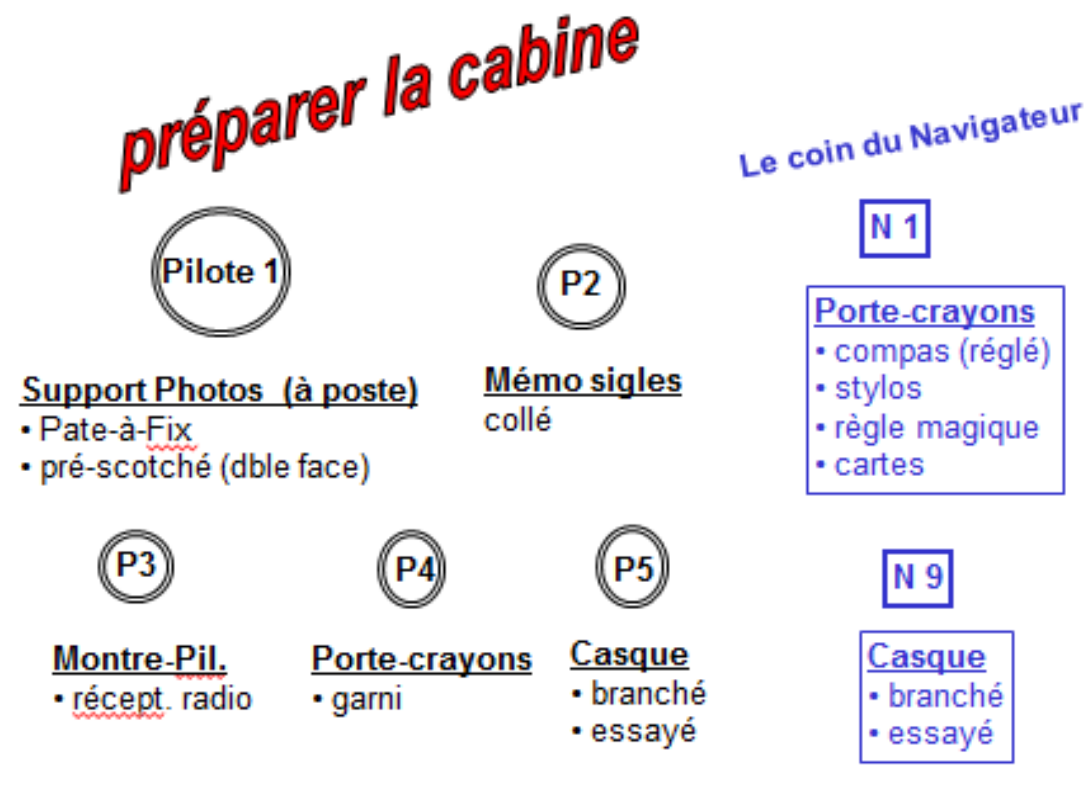 préparer la cabine
Le coin du Navigateur
Pilote 1
P2
N 1
Support Photos (à poste)
• Pate-à-Fix
• pré-scotché (dble face)
Mémo sigles
collé
Porte-crayons
• compas (réglé)
• stylos
• règle magique
• cartes
P3
P4
P5
N 9
Montre-Pil.
• récept. radio
Porte-crayons
• garni
Casque
• branché
• essayé
Casque
• branché
• essayé